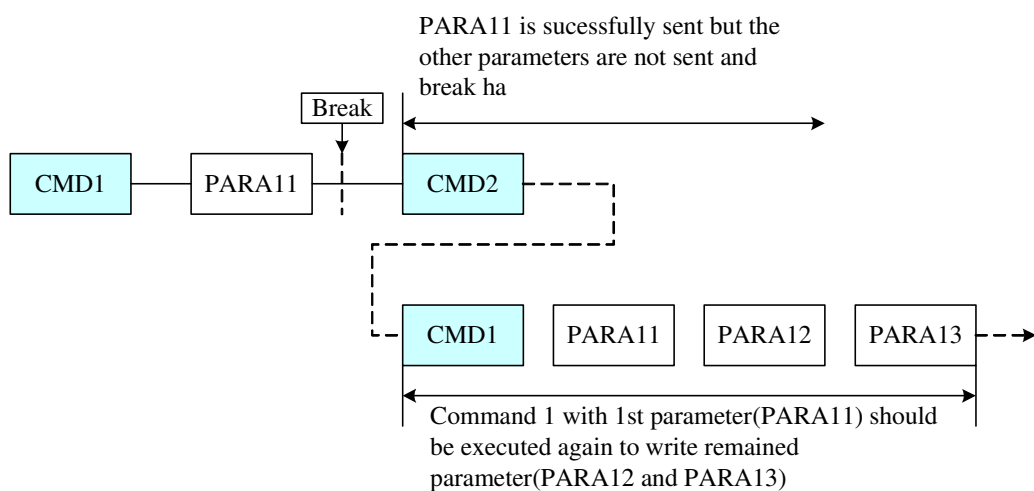 PARA11 is sucessfully sent but the
other parameters are not sent and
break ha
Break
CMD1
PARA11
CMD2
CMD1
PARA11
PARA12
PARA13
Command 1 with 1st parameter(PARA11) should
be executed again to write remained
parameter(PARA12 and PARA13)